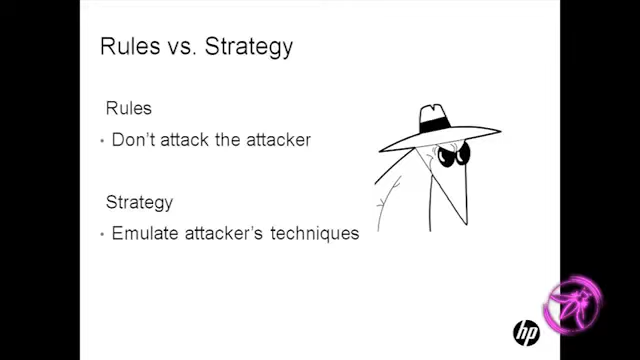 Rules vs. Strategy
Rules
• Don't attack the attacker
Strategy
• Emulate attacker's techniques
hp